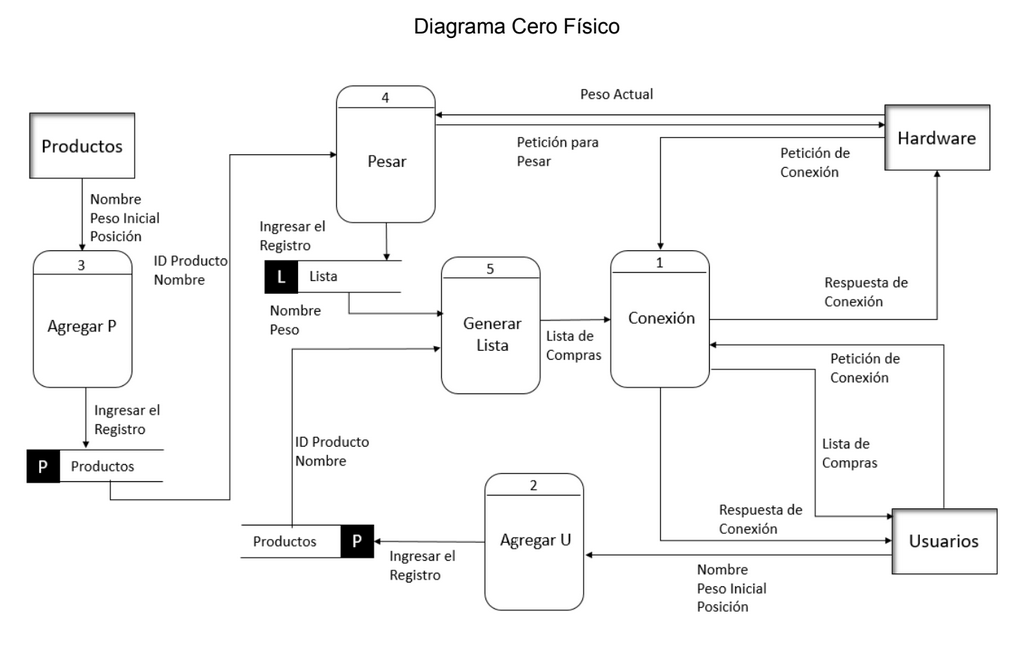 Diagrama Cero Físico
4
Pesar
Peso Actual
Petición para
Pesar
Hardware
Productos
Petición de
Conexión
Nombre
Peso Inicial
Posición
3
Agregar P
ID Producto
Nombre
Ingresar el
Registro
L
Lista
Nombre
Peso
5
Generar
Lista
Lista de
Compras
1
Conexión
Respuesta de
Conexión
Petición de
Conexión
Ingresar el
Registro
P
Productos
ID Producto
Nombre
Lista de
Compras
2
Agregar U
Respuesta de
Conexión
Usuarios
Productos
P
Ingresar el
Registro
Nombre
Peso Inicial
Posición